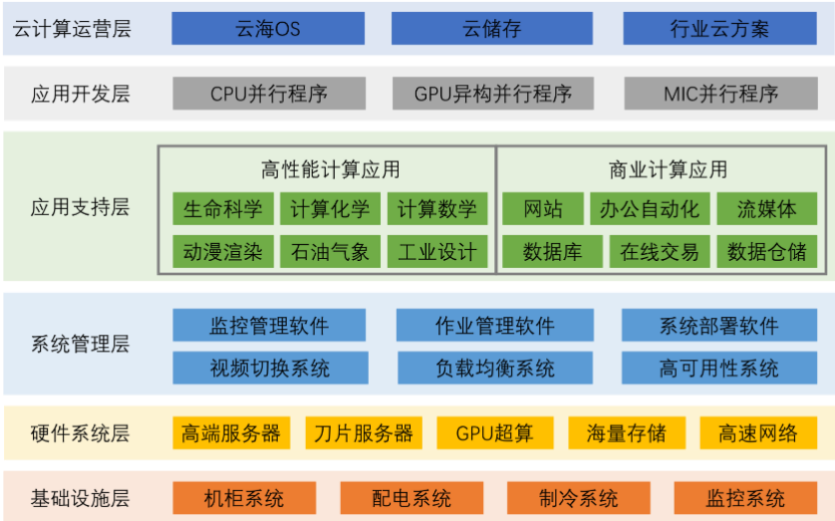 云计算运营层 云海OS 云储存 行业云方案
应用开发层 CPU并行程序 GPU异构并行程序 MIC并行程序
高性能计算应用 商业计算应用
应用支持层 生命科学 计算化学 计算数学 网站 办公自动化 流媒体
动漫渲染 石油气象 工业设计 数据库 在线交易 数据仓储
系统管理层
监控管理软件 作业管理软件 系统部署软件
视频切换系统 负载均衡系统 高可用性系统
硬件系统层 高端服务器 刀片服务器 GPU超算 海量存储 高速网络
基础设施层 机柜系统 配电系统 制冷系统 监控系统